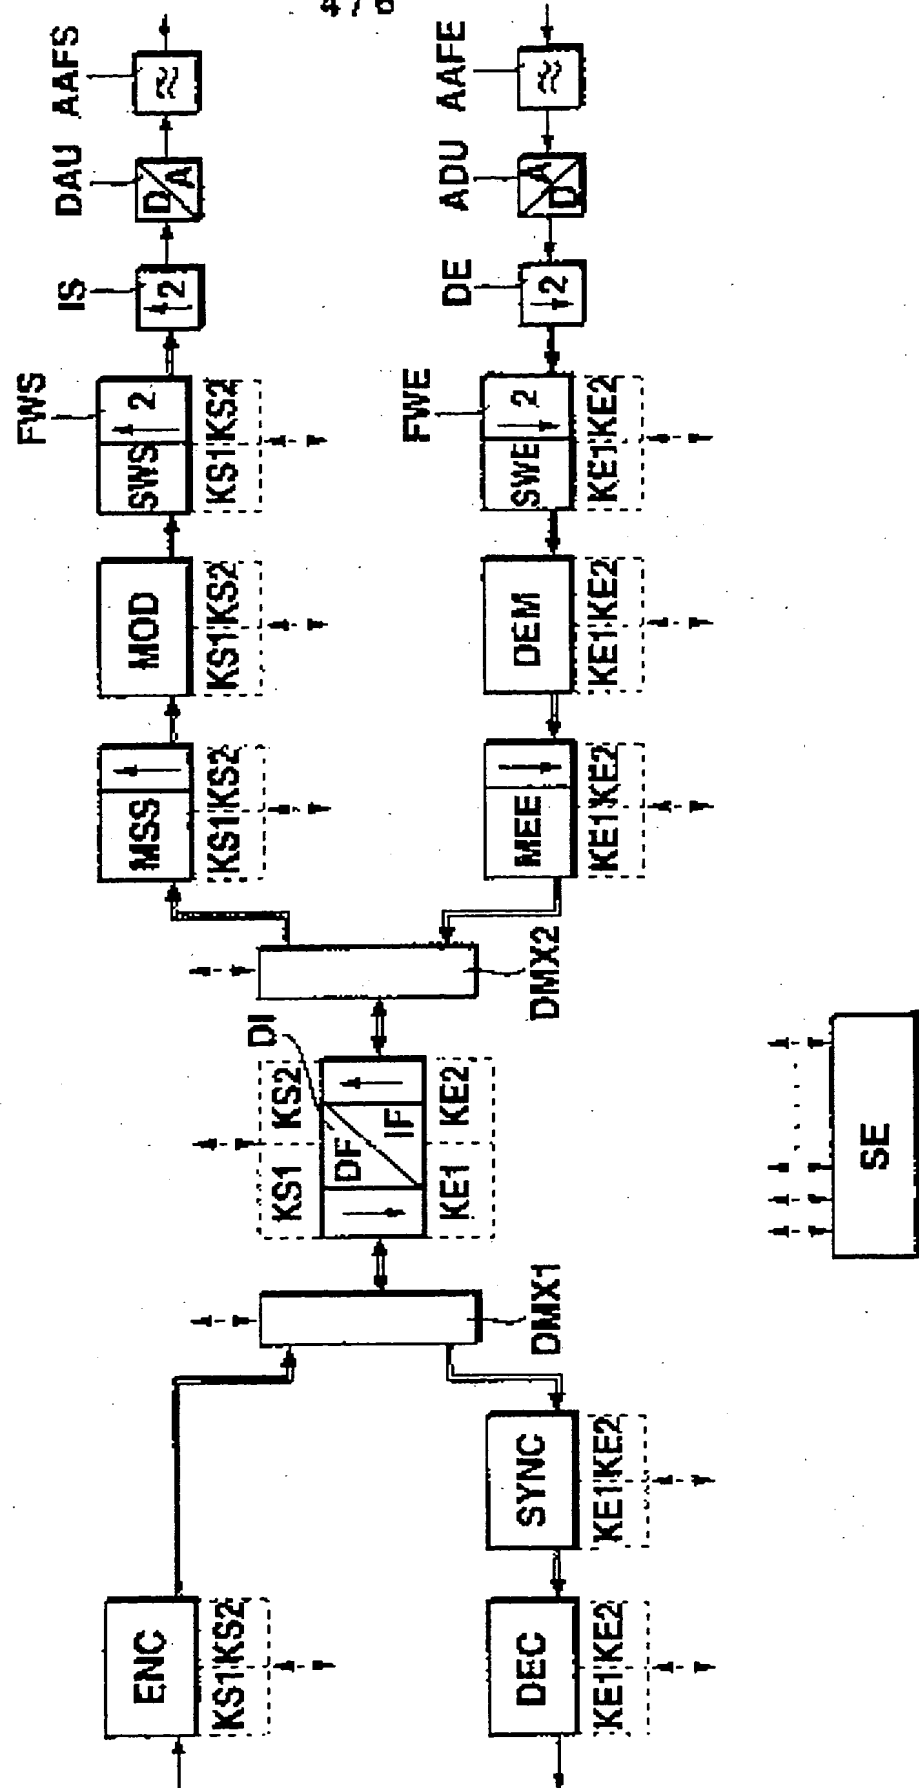 476
AAFS
DAU
D
A
IS
2
FWS
SWS
2
KS1 KS2
MOD
KS1 KS2
MSS
KS1 KS2
ENC
KS1 KS2
AAFE
ADU
A
D
DE
2
FWE
SWE
2
KE1 KE2
DEM
KE1 KE2
MEE
KE1 KE2
DMX2
DI
KS1 KS2
DF
IF
KE1 KE2
DMX1
SYNC
KE1 KE2
DEC
KE1 KE2
SE